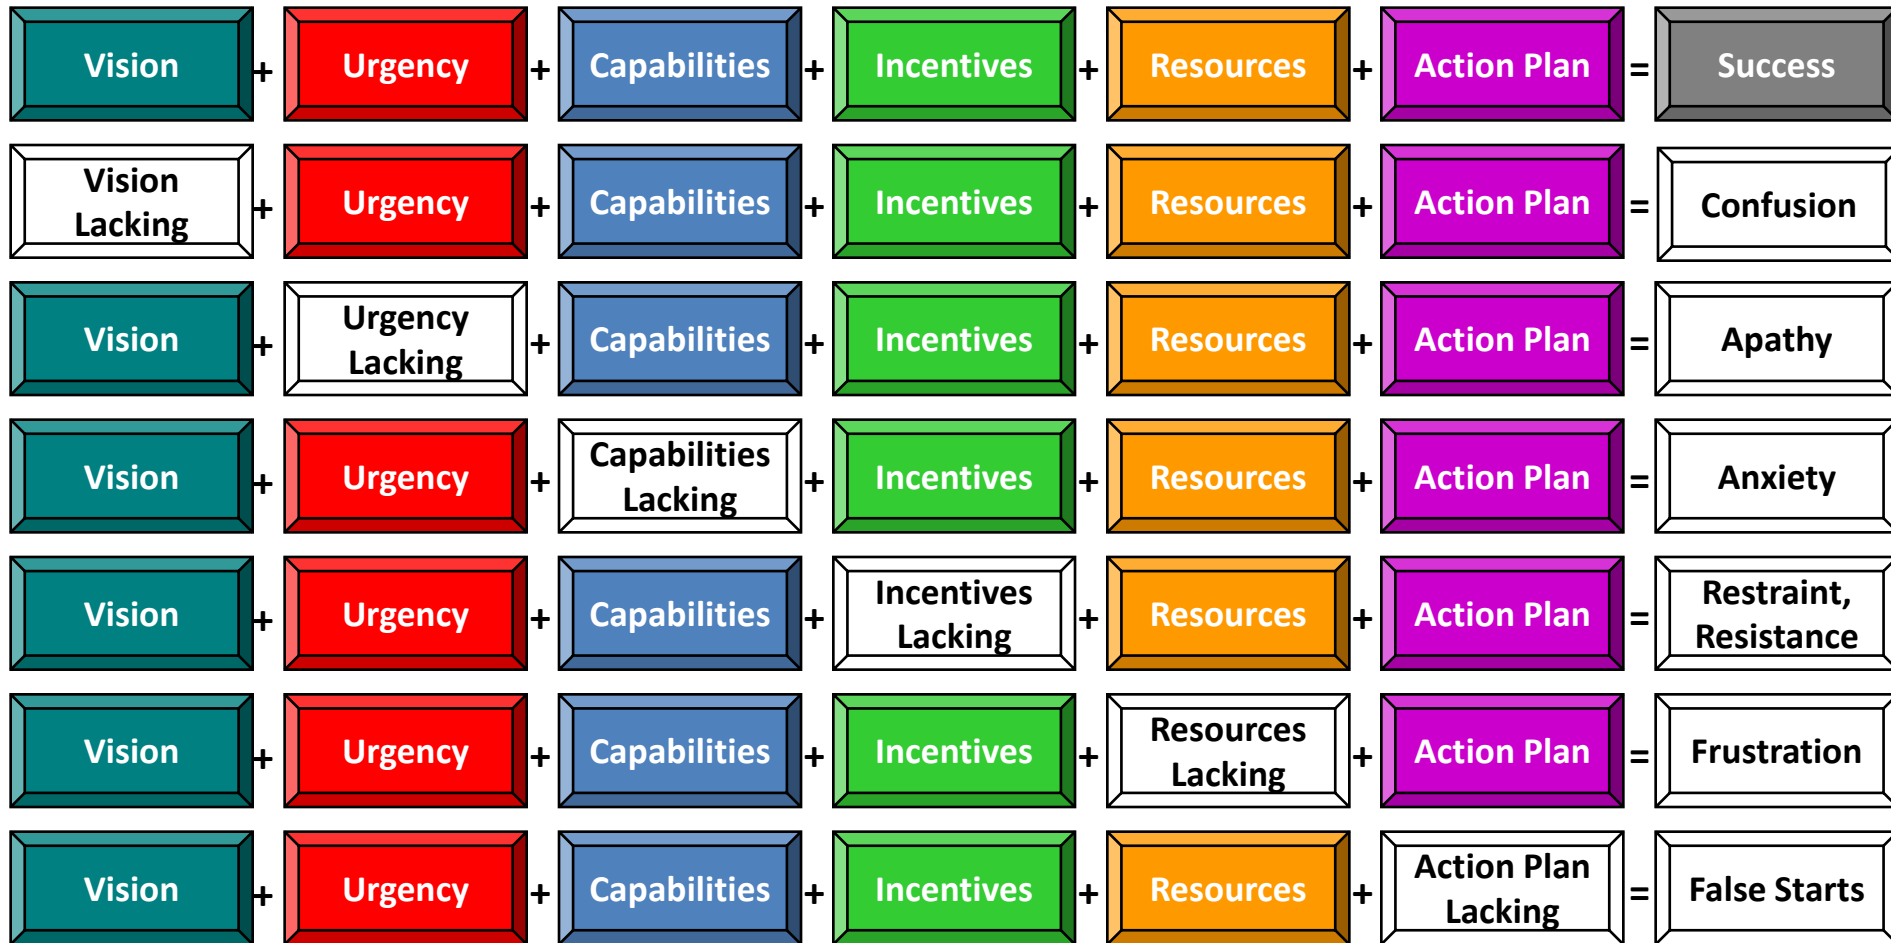 Vision + Urgency + Capabilities + Incentives + Resources + Action Plan = Success
Vision
Lacking + Urgency + Capabilities + Incentives + Resources + Action Plan = Confusion
Vision + Urgency
Lacking + Capabilities + Incentives + Resources + Action Plan = Apathy
Vision + Urgency + Capabilities
Lacking + Incentives + Resources + Action Plan = Anxiety
Vision + Urgency + Capabilities + Incentives
Lacking + Resources + Action Plan = Restraint,
Resistance
Vision + Urgency + Capabilities + Incentives + Resources
Lacking + Action Plan = Frustration
Vision + Urgency + Capabilities + Incentives + Resources + Action Plan
Lacking = False Starts